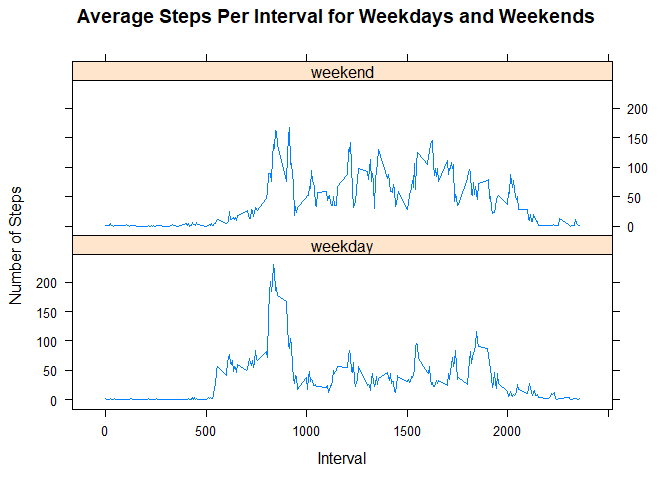 Average Steps Per Interval for Weekdays and Weekends
weekend
200
150
100
50
0
Number of Steps
weekday
200
150
100
50
0
0 500 1000 1500 2000
Interval